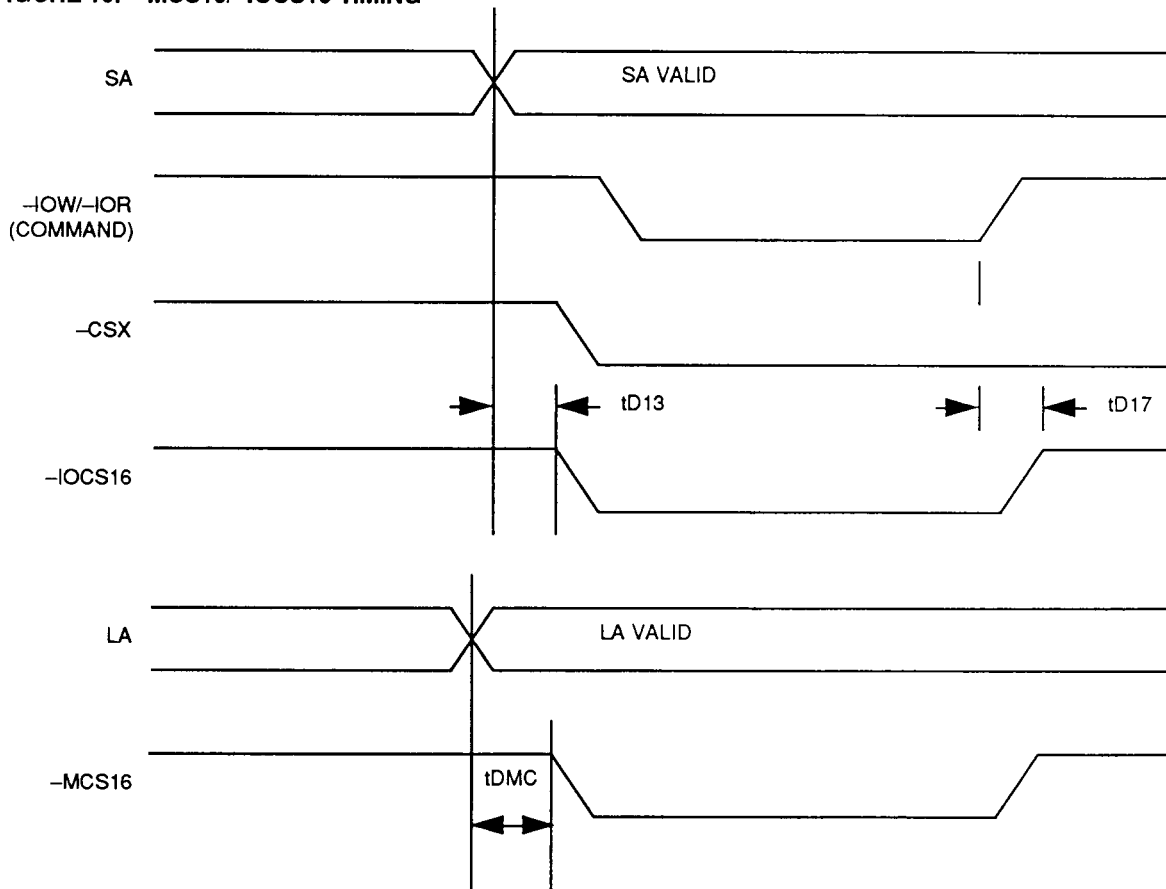 SA
SA VALID
–IOW/–IOR
(COMMAND)
–CSX
tD13
tD17
–IOCS16
LA
LA VALID
–MCS16
tDMC